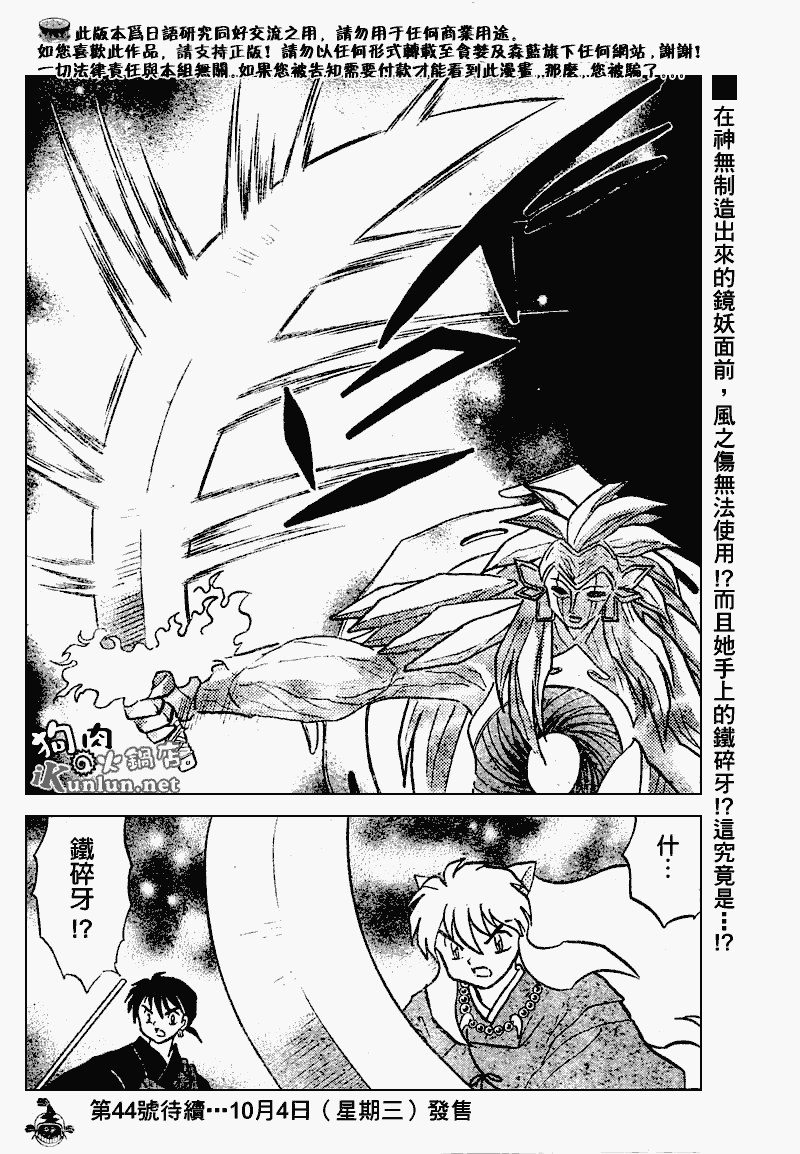 此版本爲日語研究同好交流之用，請勿用于任何商業用途。
如您喜歡此作品，請支持正版！請勿以任何形式轉載至貪婪及森藍旗下任何網站，謝謝！
一切法律責任與本組無關。如果您被告知需要付款才能看到此漫畫，那麼，您被騙了...
在神無制造出來的鏡妖面前，風之傷無法使用！？而且她手上的鐵碎牙！？這究竟是…！？
狗肉火鍋店
iKunlun.net
什…
鐵碎牙！？
第44號待續…10月4日（星期三）發售